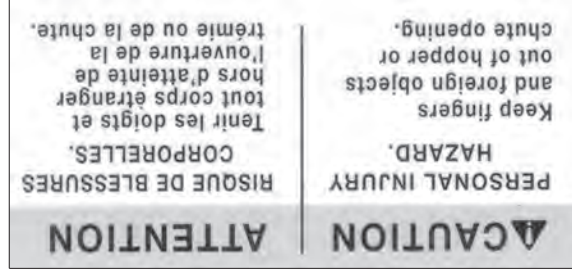 ⚠CAUTION
PERSONAL INJURY
HAZARD.
Keep fingers
and foreign objects
out of hopper or
chute opening.
ATTENTION
RISQUE DE BLESSURES
CORPORELLES.
Tenir les doigts et
tout corps étranger
hors d'atteinte de
l'ouverture de la
trémie ou de la chute.